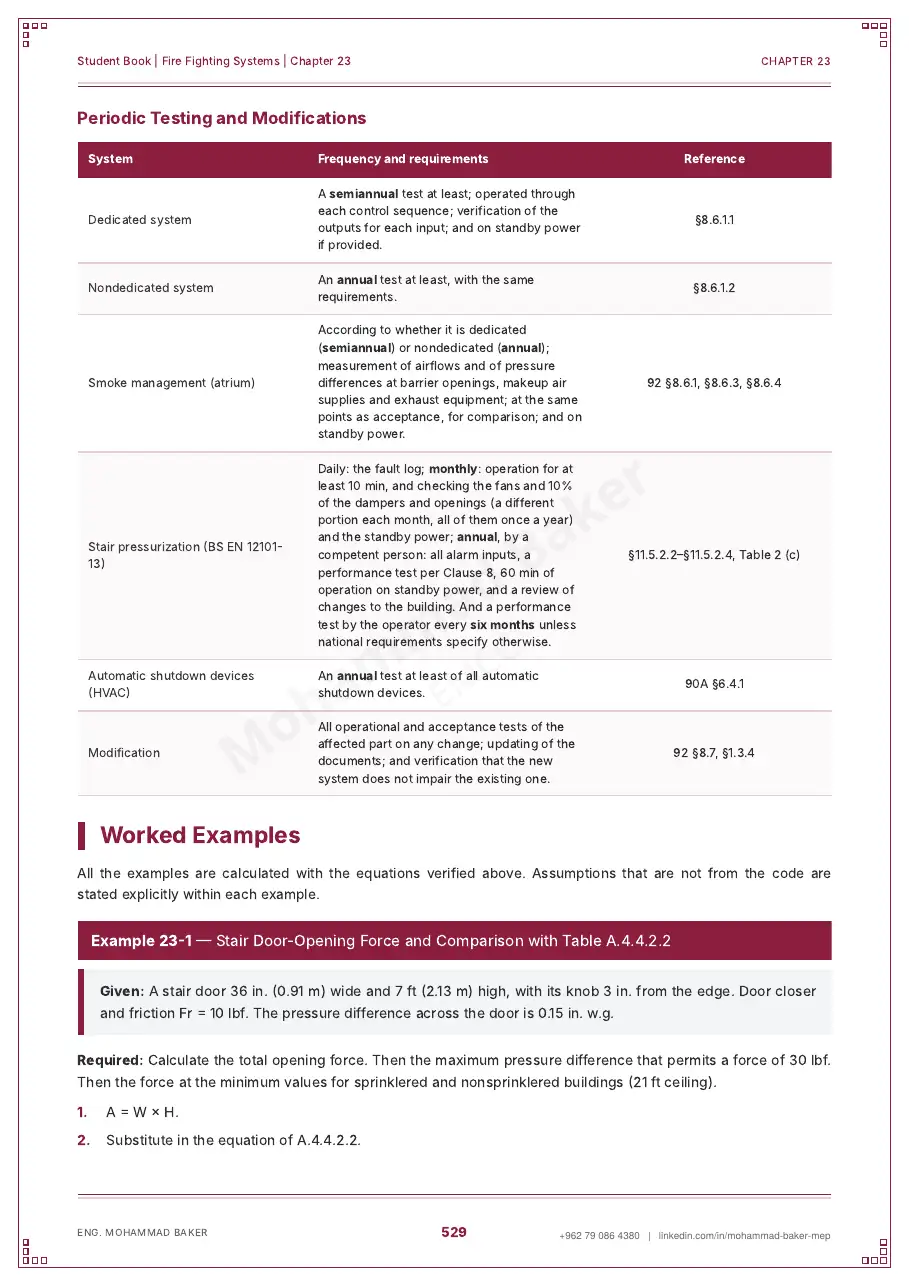 Student Book | Fire Fighting Systems | Chapter 23
CHAPTER 23
Periodic Testing and Modifications
System
Frequency and requirements
Reference
Dedicated system
A semiannual test at least; operated through
each control sequence; verification of the
outputs for each input; and on standby power
if provided.
§8.6.1.1
Nondedicated system
An annual test at least, with the same
requirements.
§8.6.1.2
Smoke management (atrium)
According to whether it is dedicated
(semiannual) or nondedicated (annual);
measurement of airflows and of pressure
differences at barrier openings, makeup air
supplies and exhaust equipment; at the same
points as acceptance, for comparison; and on
standby power.
92 §8.6.1, §8.6.3, §8.6.4
Stair pressurization (BS EN 12101-
13)
Daily: the fault log; monthly: operation for at
least 10 min, and checking the fans and 10%
of the dampers and openings (a different
portion each month, all of them once a year)
and the standby power; annual, by a
competent person: all alarm inputs, a
performance test per Clause 8, 60 min of
operation on standby power, and a review of
changes to the building. And a performance
test by the operator every six months unless
national requirements specify otherwise.
§11.5.2.2–§11.5.2.4, Table 2 (c)
Automatic shutdown devices
(HVAC)
An annual test at least of all automatic
shutdown devices.
90A §6.4.1
Modification
All operational and acceptance tests of the
affected part on any change; updating of the
documents; and verification that the new
system does not impair the existing one.
92 §8.7, §1.3.4
Worked Examples
All the examples are calculated with the equations verified above. Assumptions that are not from the code are
stated explicitly within each example.
Example 23-1 — Stair Door-Opening Force and Comparison with Table A.4.4.2.2
Given: A stair door 36 in. (0.91 m) wide and 7 ft (2.13 m) high, with its knob 3 in. from the edge. Door closer
and friction Fr = 10 lbf. The pressure difference across the door is 0.15 in. w.g.
Required: Calculate the total opening force. Then the maximum pressure difference that permits a force of 30 lbf.
Then the force at the minimum values for sprinklered and nonsprinklered buildings (21 ft ceiling).
1. A = W × H.
2. Substitute in the equation of A.4.4.2.2.
ENG. MOHAMMAD BAKER
529
+962 79 086 4380 | linkedin.com/in/mohammad-baker-mep